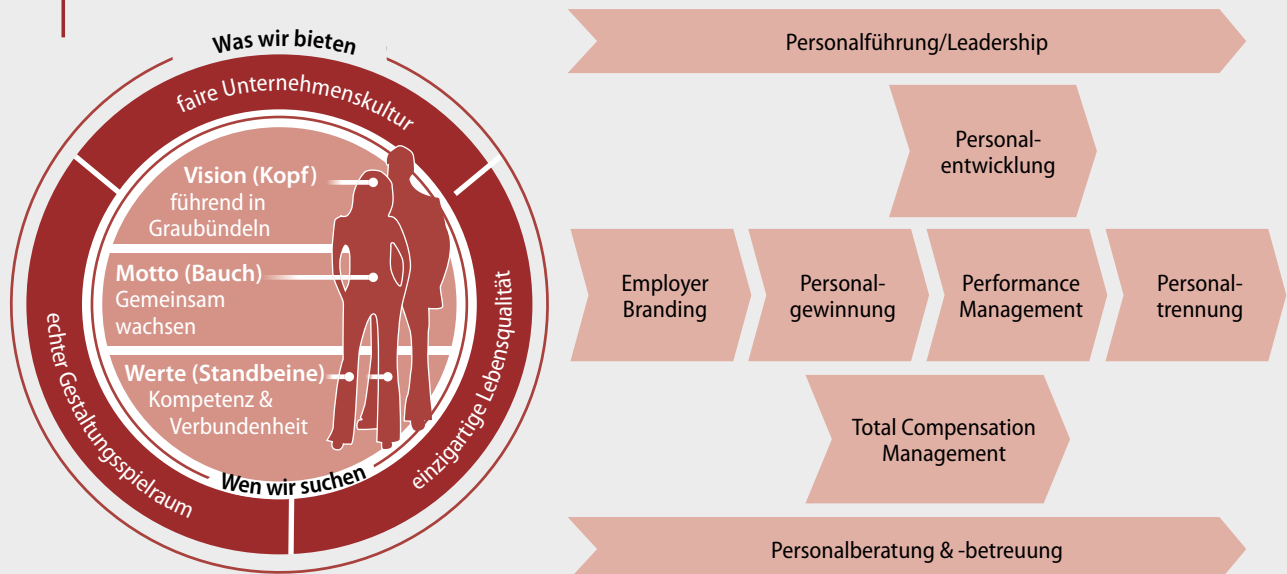 Was wir bieten
faire Unternehmenskultur
Vision (Kopf)
führend in
Graubündeln
Motto (Bauch)
Gemeinsam
wachsen
Werte (Standbeine)
Kompetenz &
Verbundenheit
echter Gestaltungsspielraum
einzigartige Lebensqualität
Wen wir suchen
Personalführung/Leadership
Personal-
entwicklung
Employer
Branding
Personal-
gewinnung
Performance
Management
Personal-
trennung
Total Compensation
Management
Personalberatung & -betreuung